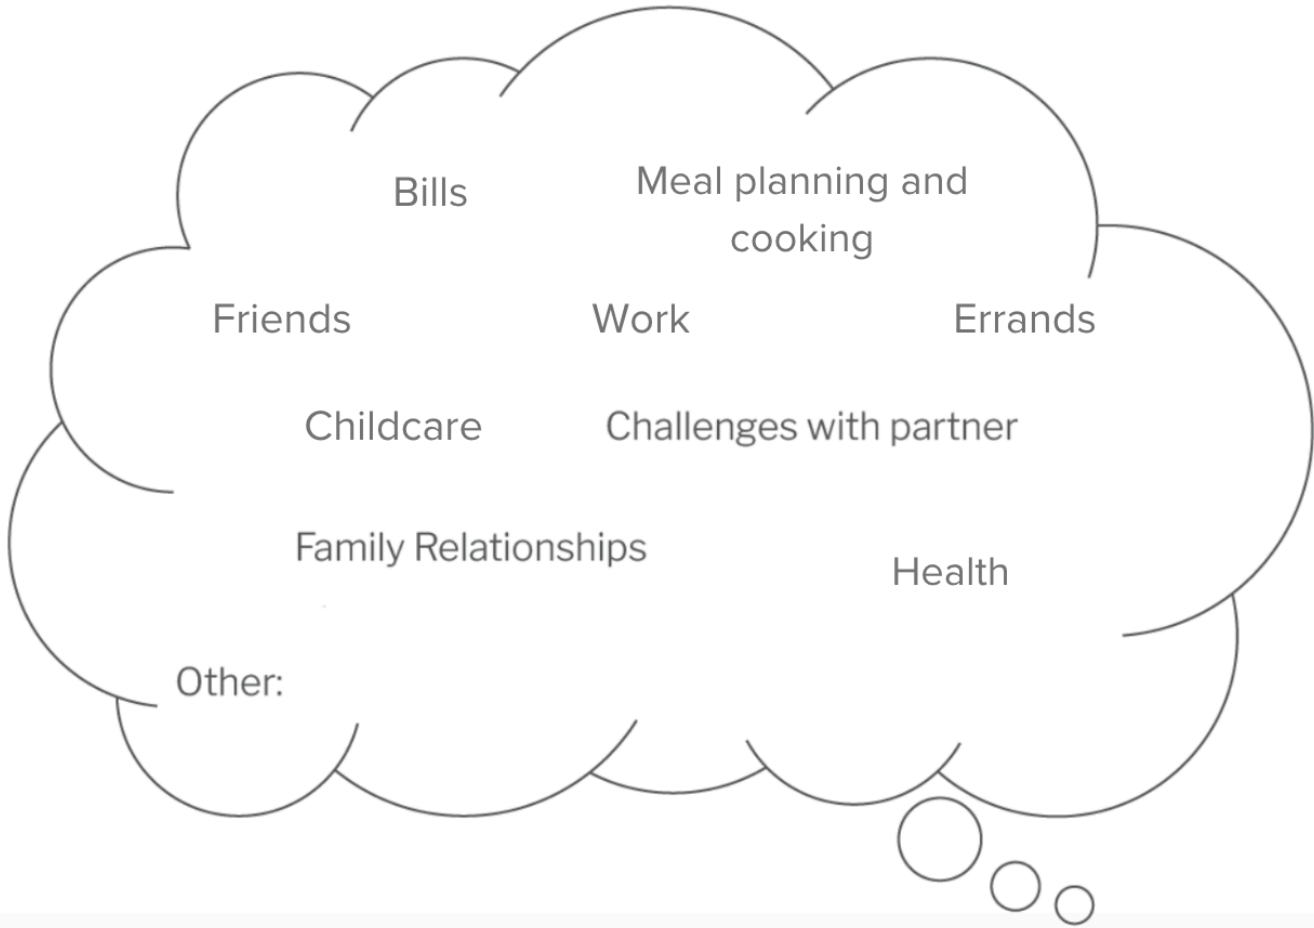 Bills
Meal planning and
cooking
Friends
Work
Errands
Childcare
Challenges with partner
Family Relationships
Health
Other: